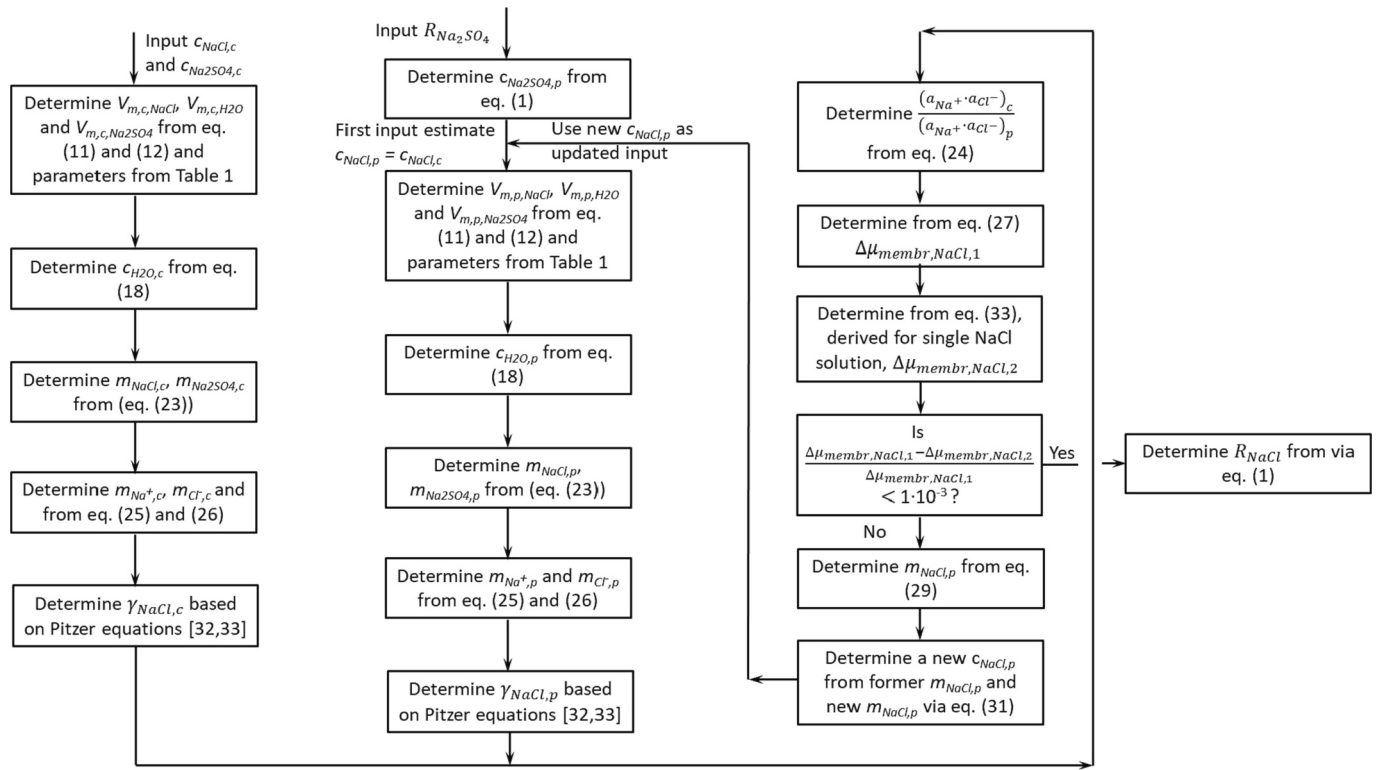 Input c_NaCl,c
and c_Na2SO4,c
Determine V_m,c,NaCl, V_m,c,H2O
and V_m,c,Na2SO4 from eq.
(11) and (12) and
parameters from Table 1
Determine c_H2O,c from eq.
(18)
Determine m_NaCl,c, m_Na2SO4,c
from (eq. (23))
Determine m_Na⁺,c, m_Cl⁻,c and
from eq. (25) and (26)
Determine γ_NaCl,c based
on Pitzer equations [32,33]
Input R_Na₂SO₄
Determine c_Na2SO4,p from
eq. (1)
First input estimate
c_NaCl,p = c_NaCl,c
Use new c_NaCl,p as
updated input
Determine V_m,p,NaCl, V_m,p,H2O
and V_m,p,Na2SO4 from eq.
(11) and (12) and
parameters from Table 1
Determine c_H2O,p from eq.
(18)
Determine m_NaCl,p,
m_Na2SO4,p from (eq. (23))
Determine m_Na⁺,p and m_Cl⁻,p
from eq. (25) and (26)
Determine γ_NaCl,p based
on Pitzer equations [32,33]
Determine (a_Na⁺·a_Cl⁻)_c / (a_Na⁺·a_Cl⁻)_p
from eq. (24)
Determine from eq. (27)
Δμ_membr,NaCl,1
Determine from eq. (33),
derived for single NaCl
solution, Δμ_membr,NaCl,2
Is
Δμ_membr,NaCl,1−Δμ_membr,NaCl,2
Δμ_membr,NaCl,1
< 1·10⁻³ ?
Yes
No
Determine m_NaCl,p from eq.
(29)
Determine a new c_NaCl,p
from former m_NaCl,p and
new m_NaCl,p via eq. (31)
Determine R_NaCl from via
eq. (1)